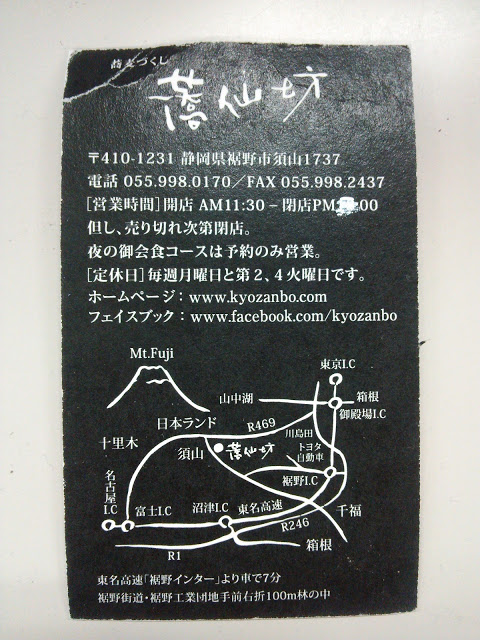 蕎麦づくし
蕎仙坊
〒410-1231 静岡県裾野市須山1737
電話 055.998.0170／FAX 055.998.2437
[営業時間] 開店 AM11:30 – 閉店PM :00
但し、売り切れ次第閉店。
夜の御会食コースは予約のみ営業。
[定休日] 毎週月曜日と第2、4火曜日です。
ホームページ：www.kyozanbo.com
フェイスブック：www.facebook.com/kyozanbo
Mt.Fuji
東京I.C
山中湖
箱根
御殿場I.C
日本ランド
R469
川島田
十里木
須山
蕎仙坊
トヨタ
自動車
名古屋
I.C
裾野I.C
富士I.C
沼津I.C
東名高速
千福
R246
R1
箱根
東名高速「裾野インター」より車で7分
裾野街道・裾野工業団地手前右折100m林の中